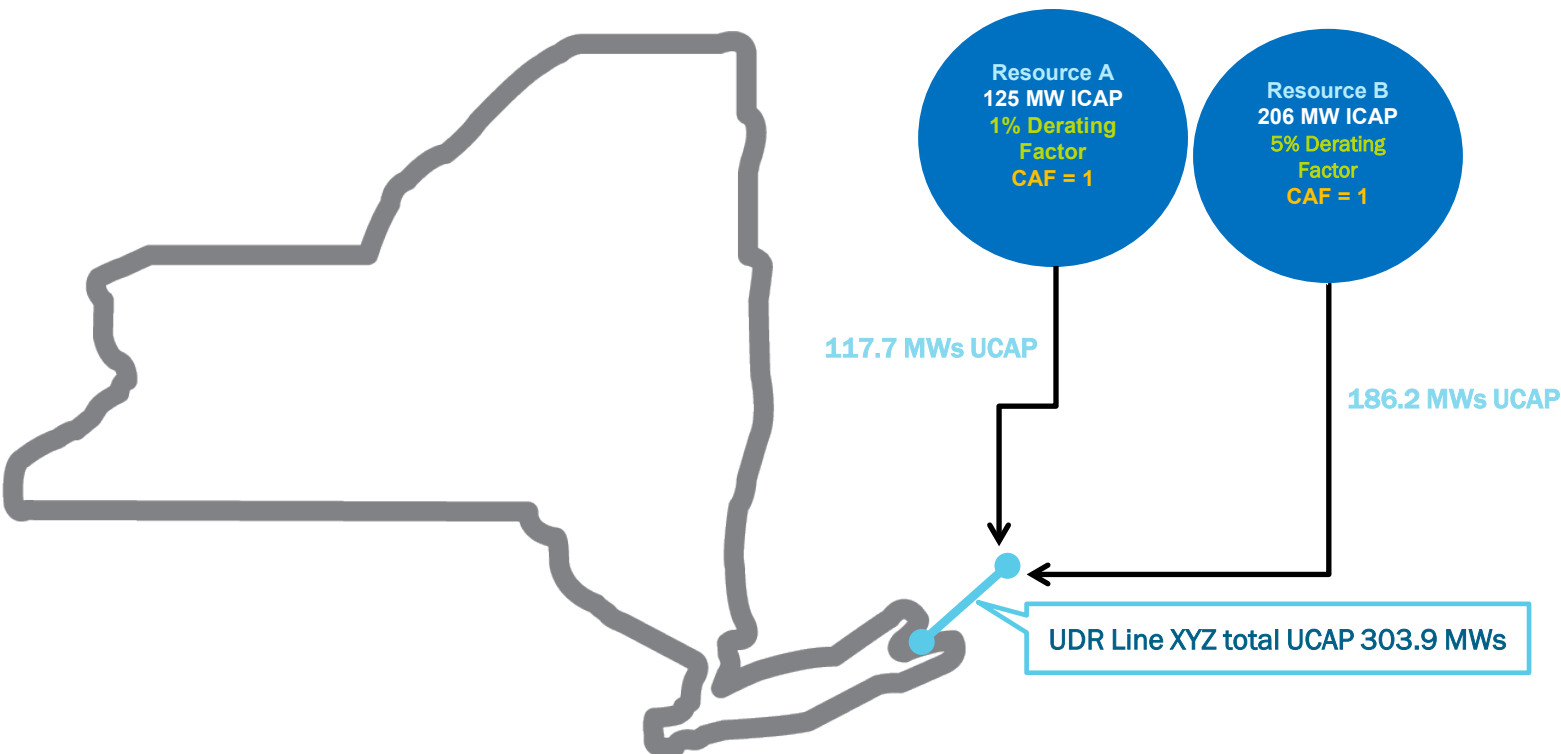 Resource A
125 MW ICAP
1% Derating
Factor
CAF = 1
Resource B
206 MW ICAP
5% Derating
Factor
CAF = 1
117.7 MWs UCAP
186.2 MWs UCAP
UDR Line XYZ total UCAP 303.9 MWs